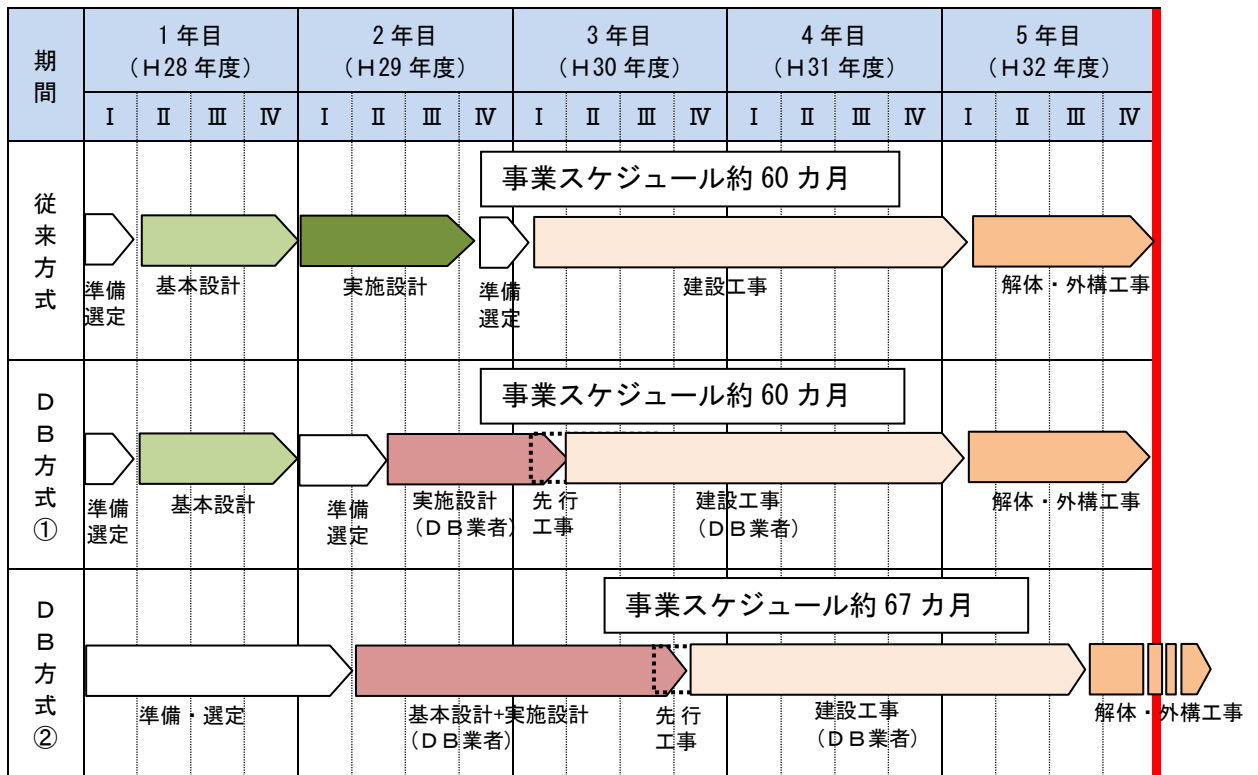 期間
1年目
(H28年度)
2年目
(H29年度)
3年目
(H30年度)
4年目
(H31年度)
5年目
(H32年度)
Ⅰ Ⅱ Ⅲ Ⅳ Ⅰ Ⅱ Ⅲ Ⅳ Ⅰ Ⅱ Ⅲ Ⅳ Ⅰ Ⅱ Ⅲ Ⅳ Ⅰ Ⅱ Ⅲ Ⅳ
従来方式
事業スケジュール約60カ月
準備
選定
基本設計
実施設計
準備
選定
建設工事
解体・外構工事
DB方式①
事業スケジュール約60カ月
準備
選定
基本設計
準備
選定
実施設計
(DB業者)
先行
工事
建設工事
(DB業者)
解体・外構工事
DB方式②
事業スケジュール約67カ月
準備・選定
基本設計+実施設計
(DB業者)
先行
工事
建設工事
(DB業者)
解体・外構工事